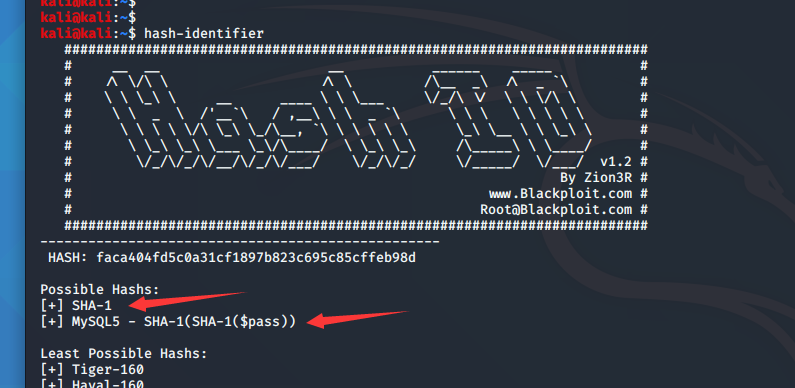 kali@kali:~$
kali@kali:~$
kali@kali:~$ hash-identifier
v1.2 #
By Zion3R #
www.Blackploit.com #
Root@Blackploit.com #
--------------------------------------------------
HASH: faca404fd5c0a31cf1897b823c695c85cffeb98d
Possible Hashs:
[+] SHA-1
[+] MySQL5 - SHA-1(SHA-1($pass))
Least Possible Hashs:
[+] Tiger-160
[+] Haval-160